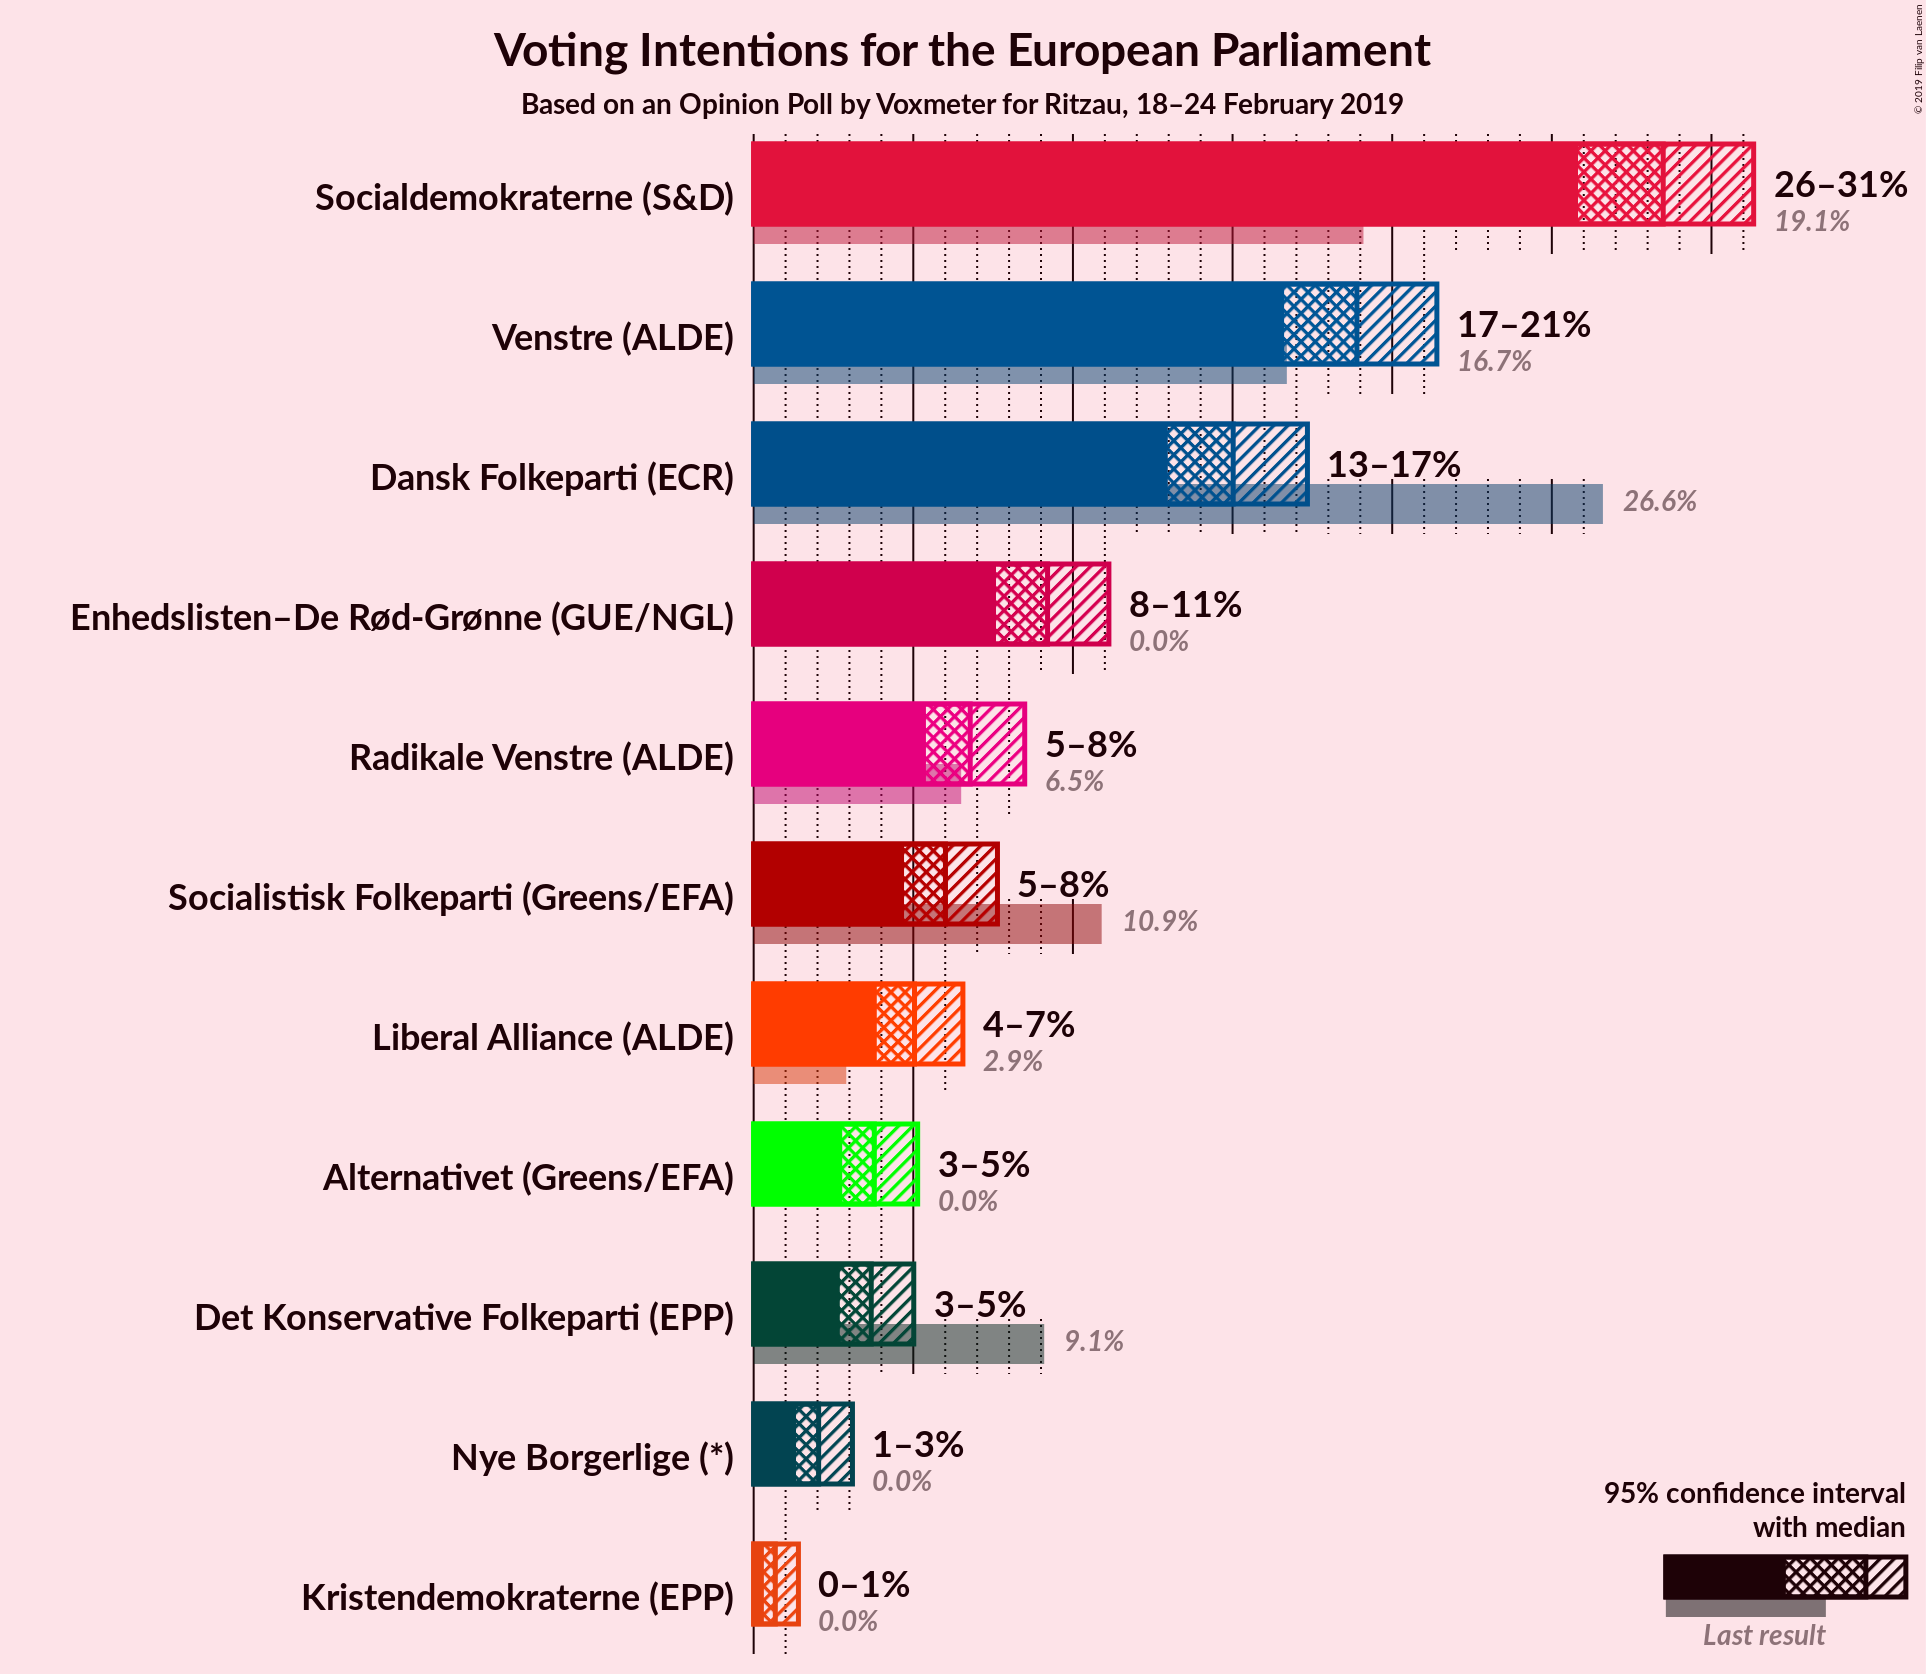 Voting Intentions for the European Parliament
Based on an Opinion Poll by Voxmeter for Ritzau, 18–24 February 2019
© 2019 Filip van Laenen
Socialdemokraterne (S&D)
26–31%
19.1%
Venstre (ALDE)
17–21%
16.7%
Dansk Folkeparti (ECR)
13–17%
26.6%
Enhedslisten–De Rød-Grønne (GUE/NGL)
8–11%
0.0%
Radikale Venstre (ALDE)
5–8%
6.5%
Socialistisk Folkeparti (Greens/EFA)
5–8%
10.9%
Liberal Alliance (ALDE)
4–7%
2.9%
Alternativet (Greens/EFA)
3–5%
0.0%
Det Konservative Folkeparti (EPP)
3–5%
9.1%
Nye Borgerlige (*)
1–3%
0.0%
Kristendemokraterne (EPP)
0–1%
0.0%
95% confidence interval
with median
Last result